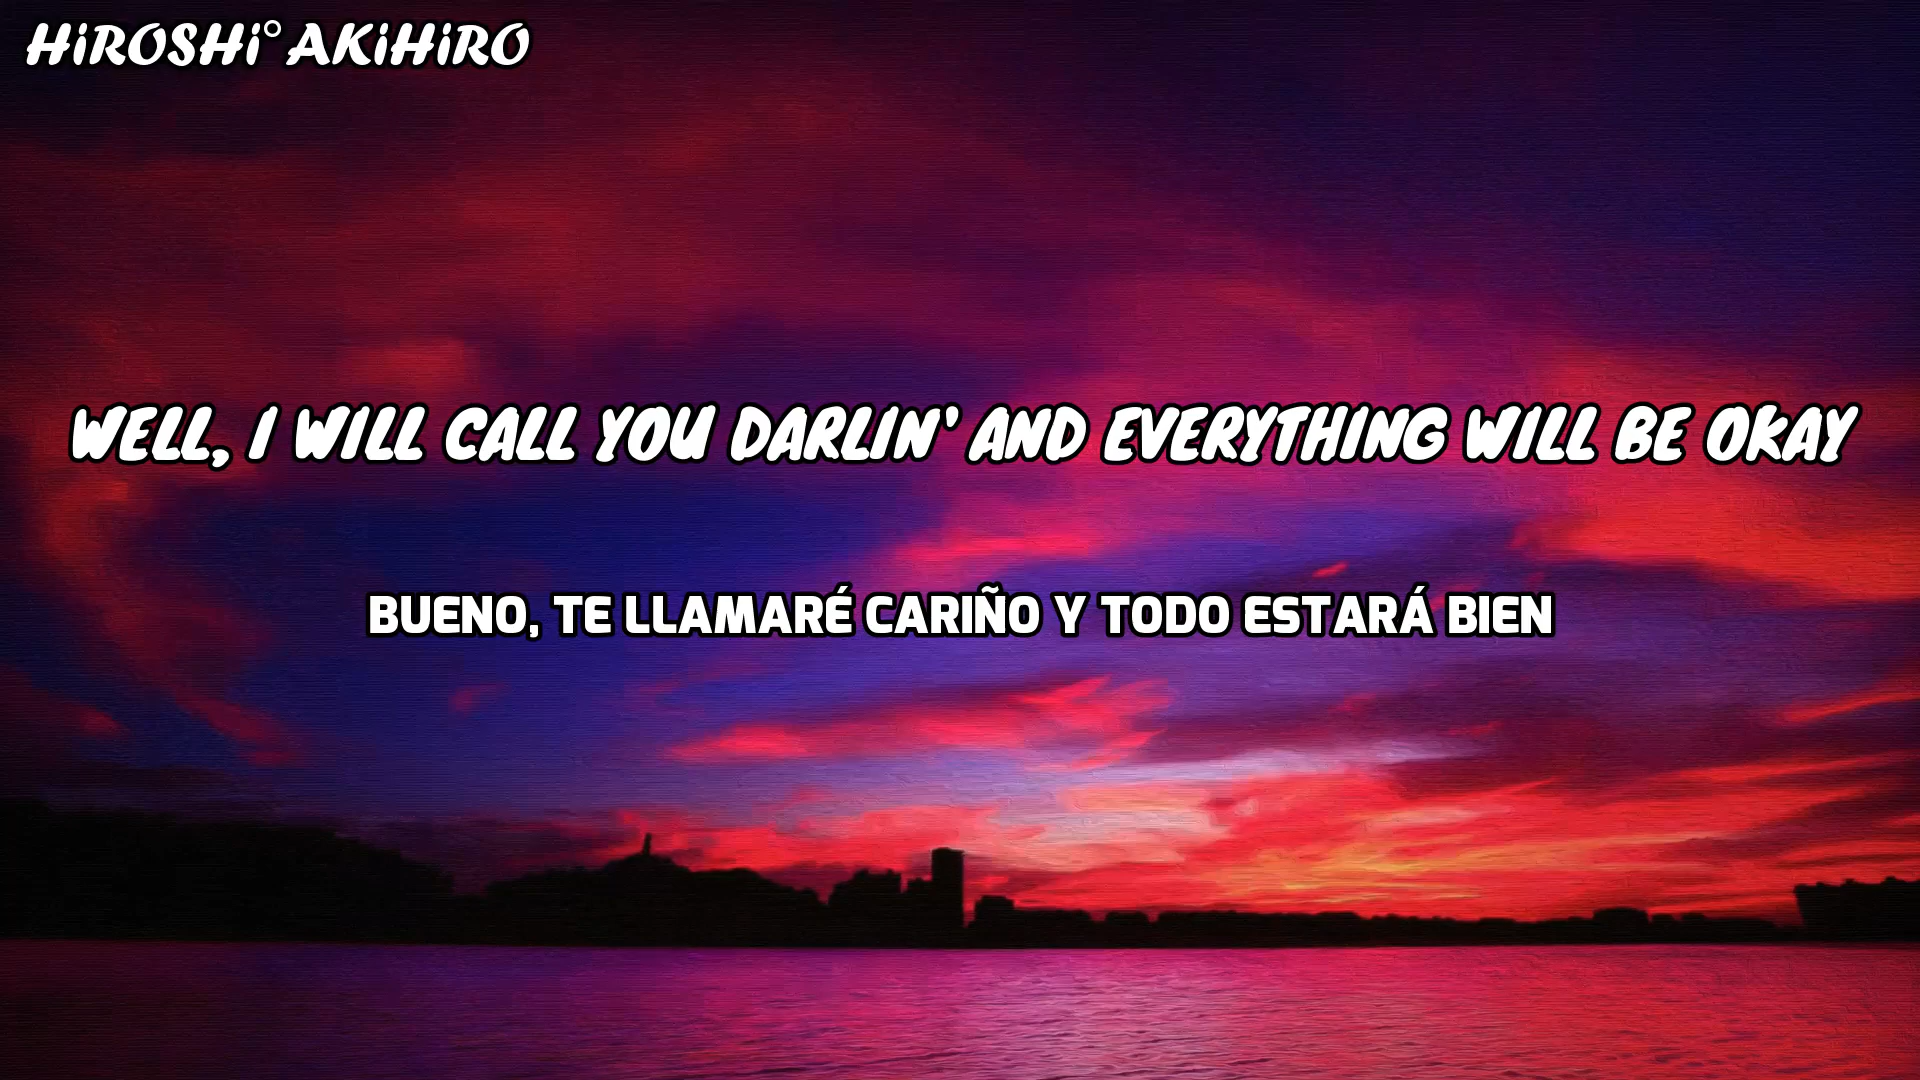 HiROSHi° AKiHiRO
WELL, I WILL CALL YOU DARLIN' AND EVERYTHING WILL BE OKAY
BUENO, TE LLAMARÉ CARIÑO Y TODO ESTARÁ BIEN